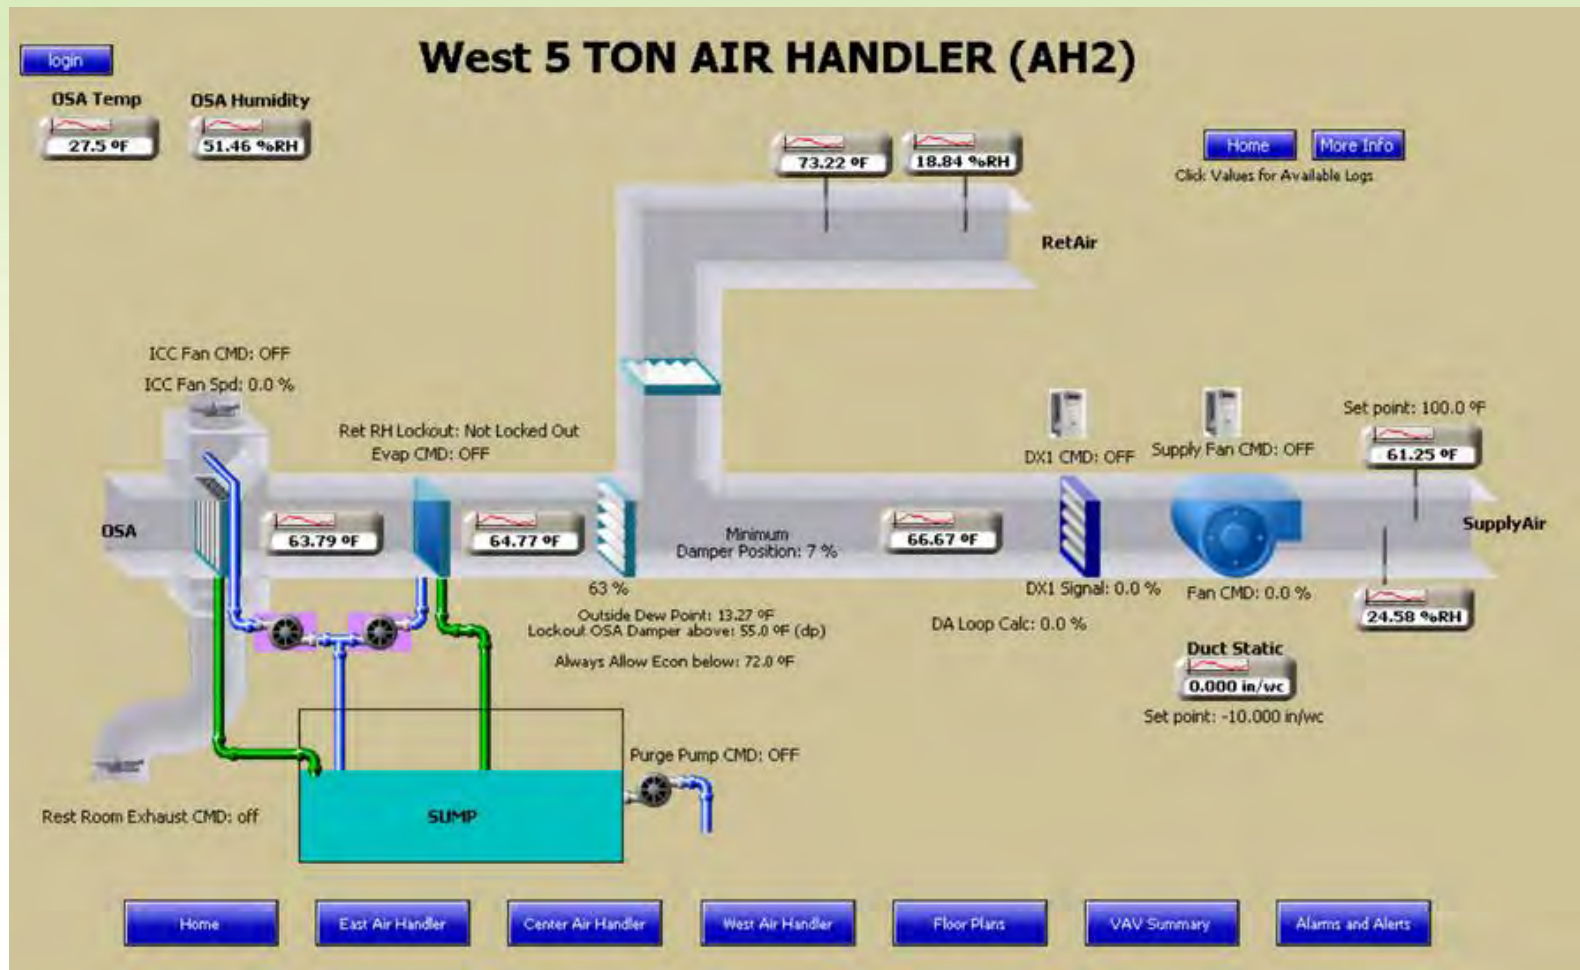 West 5 TON AIR HANDLER (AH2)
login
OSA Temp
27.5 ºF
OSA Humidity
51.46 %RH
73.22 ºF
18.84 %RH
Home
More Info
Click Values for Available Logs
RetAir
ICC Fan CMD: OFF
ICC Fan Spd: 0.0 %
Ret RH Lockout: Not Locked Out
Evap CMD: OFF
DX1 CMD: OFF
Supply Fan CMD: OFF
Set point: 100.0 ºF
61.25 ºF
OSA
63.79 ºF
64.77 ºF
Minimum
Damper Position: 7 %
66.67 ºF
SupplyAir
63 %
DX1 Signal: 0.0 %
Fan CMD: 0.0 %
24.58 %RH
Outside Dew Point: 13.27 ºF
Lockout OSA Damper above: 55.0 ºF (dp)
DA Loop Calc: 0.0 %
Always Allow Econ below: 72.0 ºF
Duct Static
0.000 in/wc
Set point: -10.000 in/wc
Purge Pump CMD: OFF
Rest Room Exhaust CMD: off
SUMP
Home
East Air Handler
Center Air Handler
West Air Handler
Floor Plans
VAV Summary
Alarms and Alerts